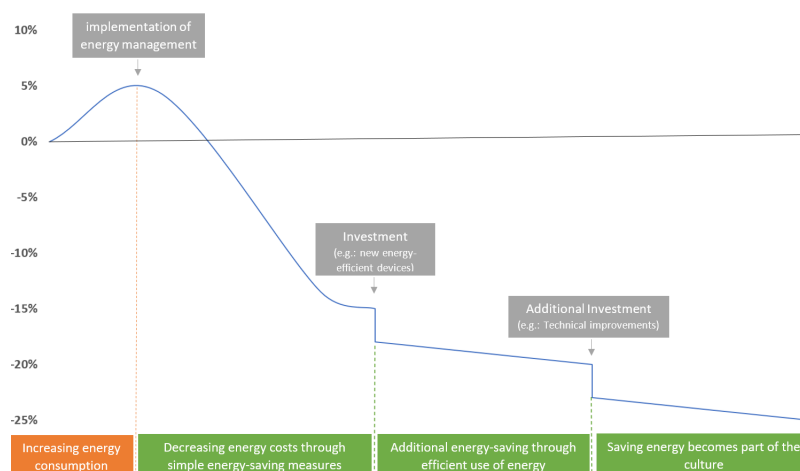 10%
implementation of
energy management
5%
0%
-5%
Investment
(e.g.: new energy-
efficient devices)
-10%
-15%
Additional Investment
(e.g.: Technical improvements)
-20%
-25%
Increasing energy
consumption
Decreasing energy costs through
simple energy-saving measures
Additional energy-saving through
efficient use of energy
Saving energy becomes part of the
culture